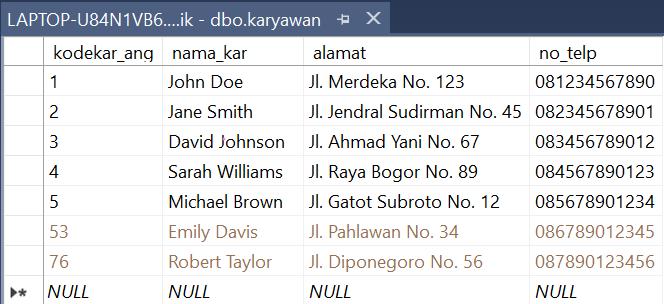 LAPTOP-U84N1VB6....ik - dbo.karyawan
kodekar_ang nama_kar alamat no_telp
1 John Doe Jl. Merdeka No. 123 081234567890
2 Jane Smith Jl. Jendral Sudirman No. 45 082345678901
3 David Johnson Jl. Ahmad Yani No. 67 083456789012
4 Sarah Williams Jl. Raya Bogor No. 89 084567890123
5 Michael Brown Jl. Gatot Subroto No. 12 085678901234
53 Emily Davis Jl. Pahlawan No. 34 086789012345
76 Robert Taylor Jl. Diponegoro No. 56 087890123456
NULL NULL NULL NULL